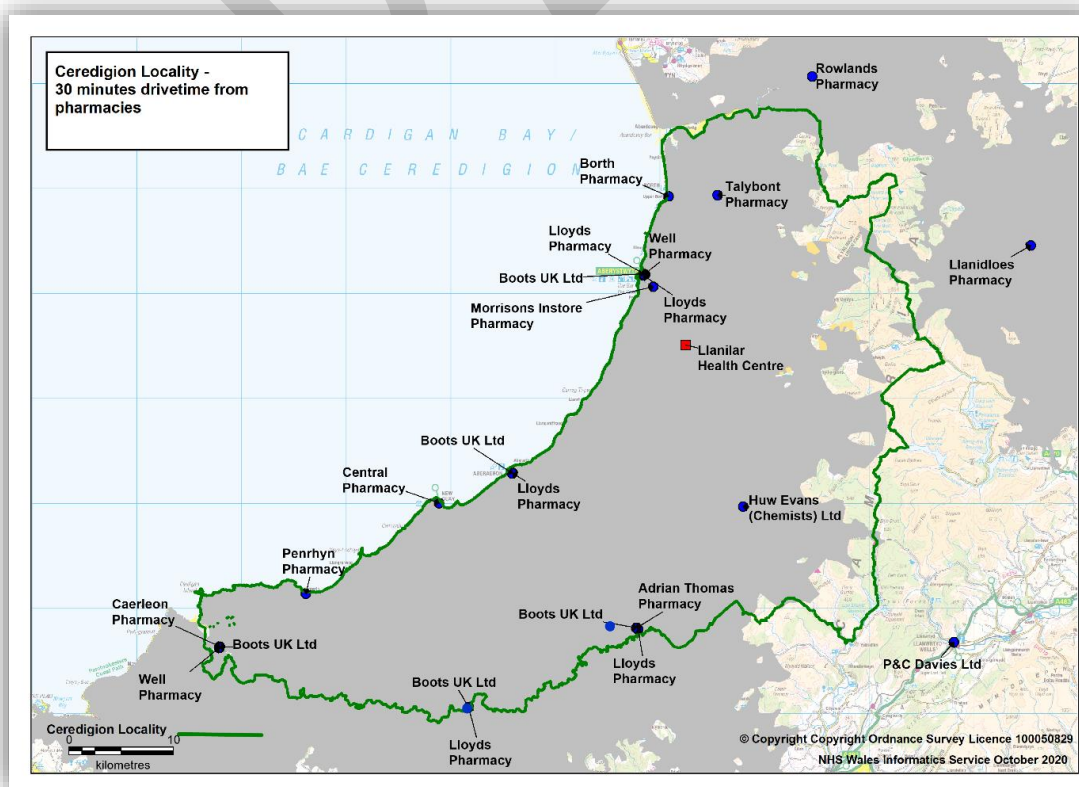 Ceredigion Locality -
30 minutes drivetime from
pharmacies
CARDIGAN BAY/
BAE CEREDIGION
Rowlands
Pharmacy
Borth
Pharmacy
Talybont
Pharmacy
Lloyds
Pharmacy
Well
Pharmacy
Boots UK Ltd
Llanidloes
Pharmacy
Morrisons Instore
Pharmacy
Lloyds
Pharmacy
Llanilar
Health Centre
Boots UK Ltd
Central
Pharmacy
Lloyds
Pharmacy
Huw Evans
(Chemists) Ltd
Penrhyn
Pharmacy
Adrian Thomas
Pharmacy
Caerleon
Pharmacy
Boots UK Ltd
Boots UK Ltd
Lloyds
Pharmacy
P&C Davies Ltd
Well
Pharmacy
Boots UK Ltd
Lloyds
Pharmacy
Ceredigion Locality
0 10
kilometres
© Copyright Copyright Ordnance Survey Licence 100050829
NHS Wales Informatics Service October 2020